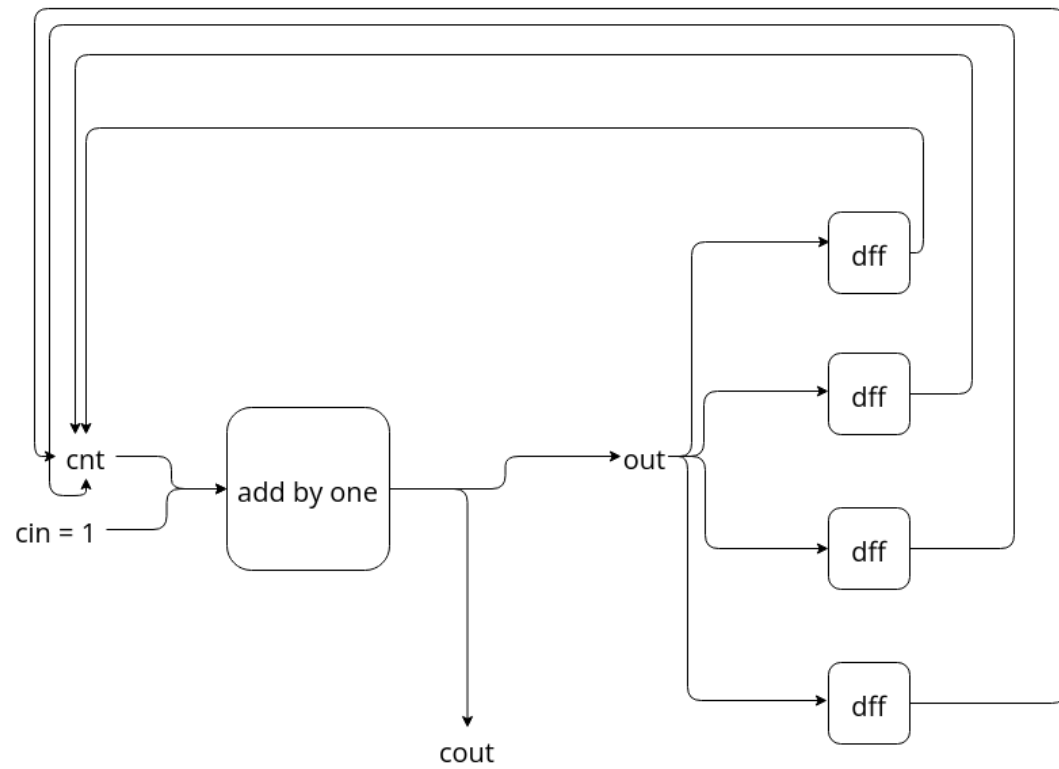 dff
dff
cnt
out
add by one
cin = 1
dff
dff
cout